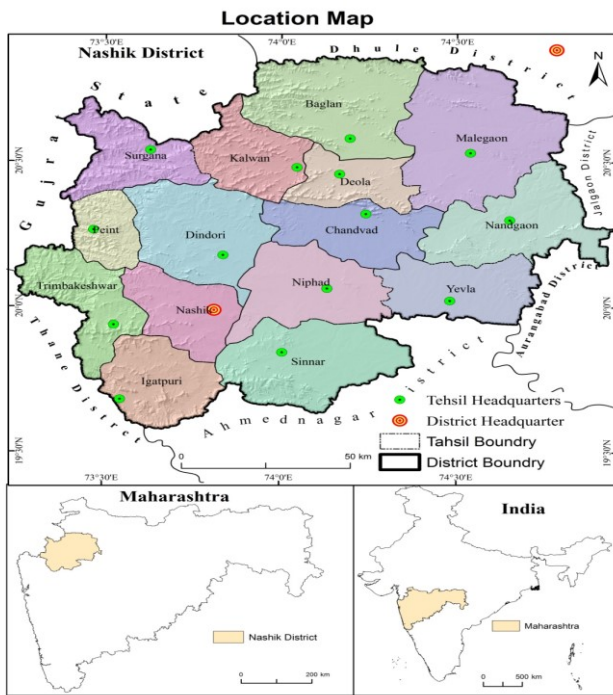 Location Map
73°30'E
74°0'E
74°30'E
Nashik District
Dhule District
N
Gujrat State
Baglan
Malegaon
Surgana
Kalwan
Deola
20°30'N
20°30'N
Jalgaon District
Peint
Dindori
Chandvad
Nandgaon
Trimbakeshwar
Nashik
Niphad
Yevla
20°0'N
20°0'N
Aurangabad District
Thane District
Igatpuri
Sinnar
Ahmednagar District
Tehsil Headquarters
District Headquarter
Tahsil Boundry
District Boundry
0 50 km
19°30'N
19°30'N
73°30'E
74°0'E
74°30'E
Maharashtra
Nashik District
0 200 km
India
Maharashtra
0 500 km